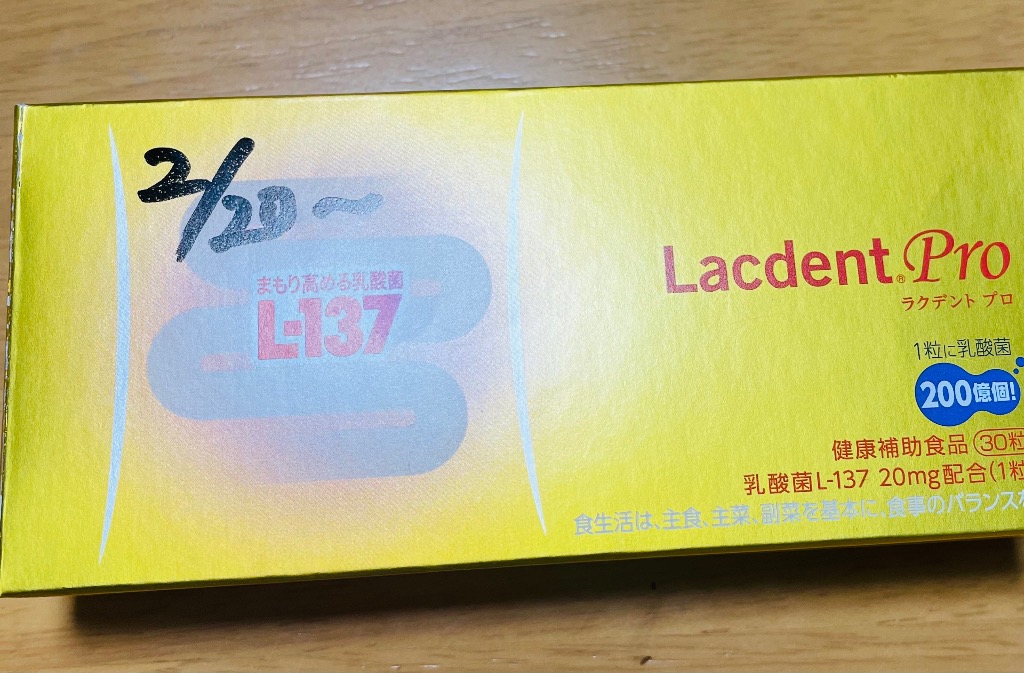 2/20〜
まもり高める乳酸菌
L-137
Lacdent® Pro
ラクデント プロ
1粒に乳酸菌
200億個!
健康補助食品 30粒
乳酸菌L-137 20mg配合(1粒
食生活は、主食、主菜、副菜を基本に、食事のバランスを